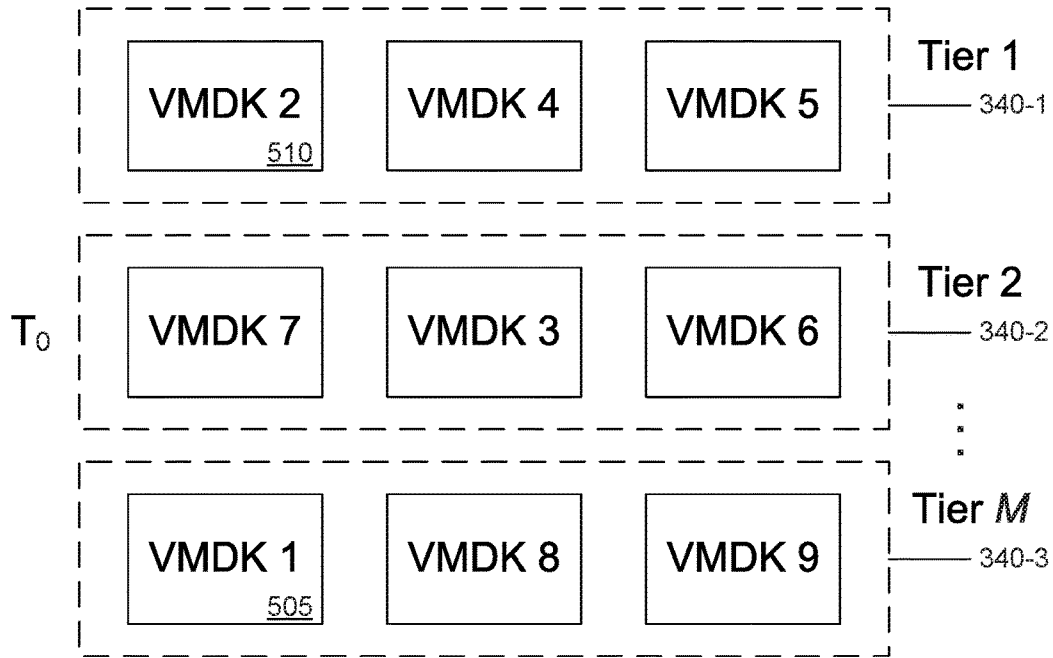 VMDK 2 VMDK 4 VMDK 5 Tier 1
510 340-1
T₀ VMDK 7 VMDK 3 VMDK 6 Tier 2
340-2
VMDK 1 VMDK 8 VMDK 9 Tier M
505 340-3